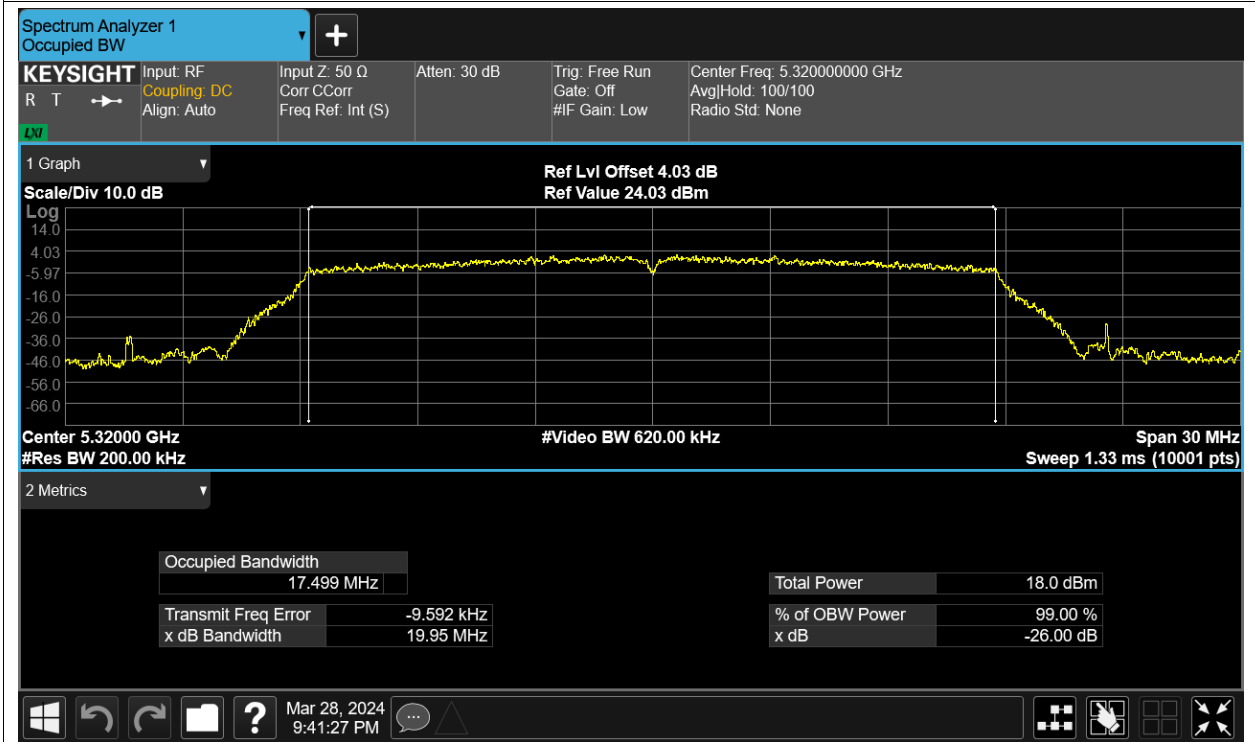 Spectrum Analyzer 1
Occupied BW
KEYSIGHT
R T
LXI
Input: RF
Coupling: DC
Align: Auto
Input Z: 50 Ω
Corr CCorr
Freq Ref: Int (S)
Atten: 30 dB
Trig: Free Run
Gate: Off
#IF Gain: Low
Center Freq: 5.320000000 GHz
Avg|Hold: 100/100
Radio Std: None
1 Graph
Scale/Div 10.0 dB
Ref Lvl Offset 4.03 dB
Ref Value 24.03 dBm
Log
14.0
4.03
-5.97
-16.0
-26.0
-36.0
-46.0
-56.0
-66.0
Center 5.32000 GHz
#Res BW 200.00 kHz
#Video BW 620.00 kHz
Span 30 MHz
Sweep 1.33 ms (10001 pts)
2 Metrics
Occupied Bandwidth
17.499 MHz
Transmit Freq Error -9.592 kHz
x dB Bandwidth 19.95 MHz
Total Power 18.0 dBm
% of OBW Power 99.00 %
x dB -26.00 dB
?
Mar 28, 2024
9:41:27 PM